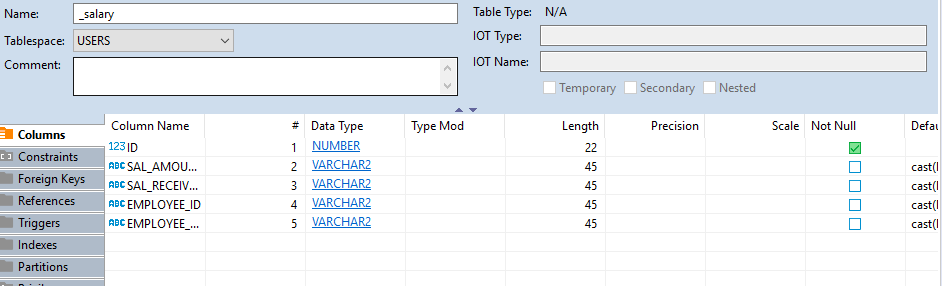 Name: _salary Table Type: N/A
Tablespace: USERS IOT Type:
Comment: IOT Name:
Temporary Secondary Nested
Columns Column Name # Data Type Type Mod Length Precision Scale Not Null Defau
Constraints 123 ID 1 NUMBER 22
Foreign Keys ABC SAL_AMOU... 2 VARCHAR2 45 cast(
References ABC SAL_RECEIV... 3 VARCHAR2 45 cast(
Triggers ABC EMPLOYEE_ID 4 VARCHAR2 45 cast(
Indexes ABC EMPLOYEE_... 5 VARCHAR2 45 cast(
Partitions